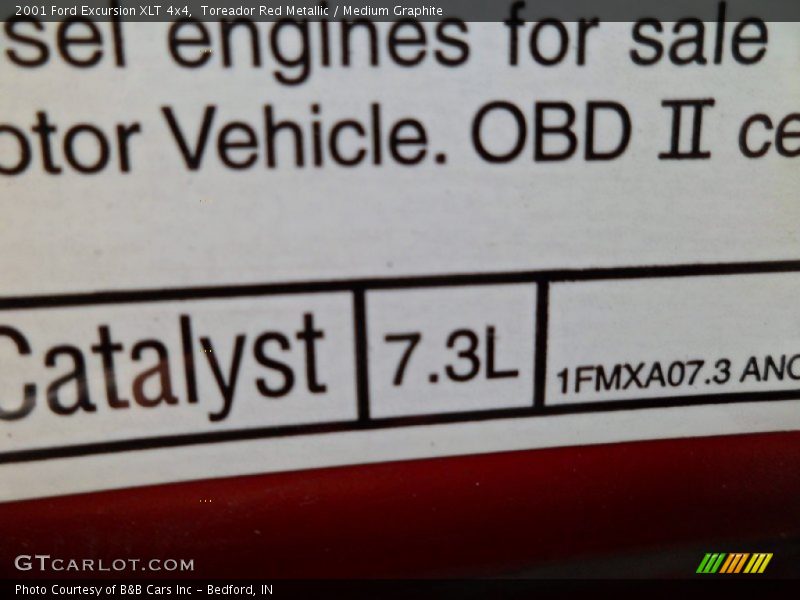 2001 Ford Excursion XLT 4x4, Toreador Red Metallic / Medium Graphite
sel engines for sale
otor Vehicle. OBD II ce
Catalyst 7.3L 1FMXA07.3 ANC
GTCARLOT.COM
Photo Courtesy of B&B Cars Inc - Bedford, IN